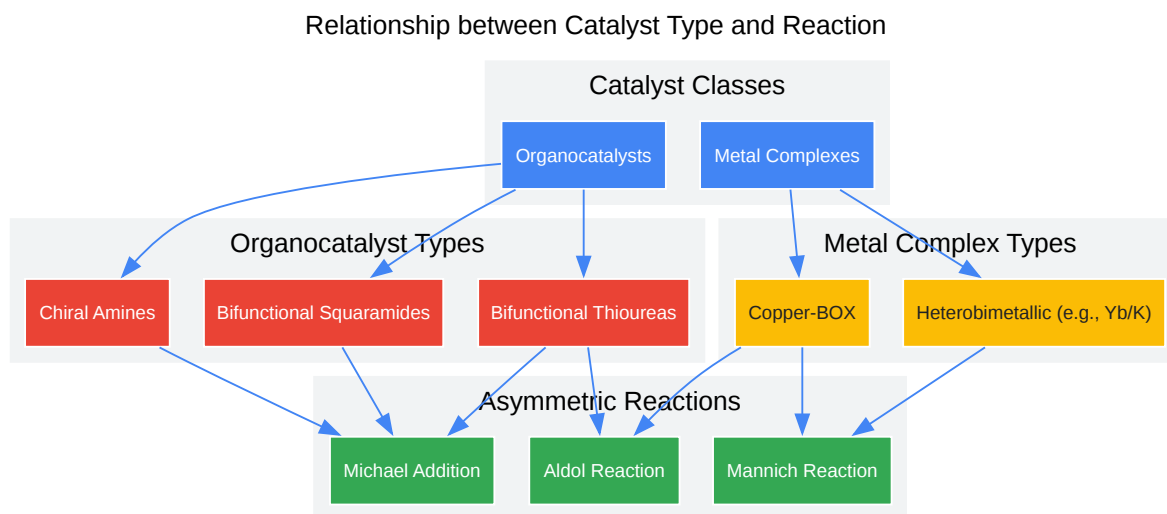 Relationship between Catalyst Type and Reaction
Catalyst Classes
Organocatalysts
Metal Complexes
Organocatalyst Types
Metal Complex Types
Chiral Amines
Bifunctional Squaramides
Bifunctional Thioureas
Copper-BOX
Heterobimetallic (e.g., Yb/K)
Asymmetric Reactions
Michael Addition
Aldol Reaction
Mannich Reaction